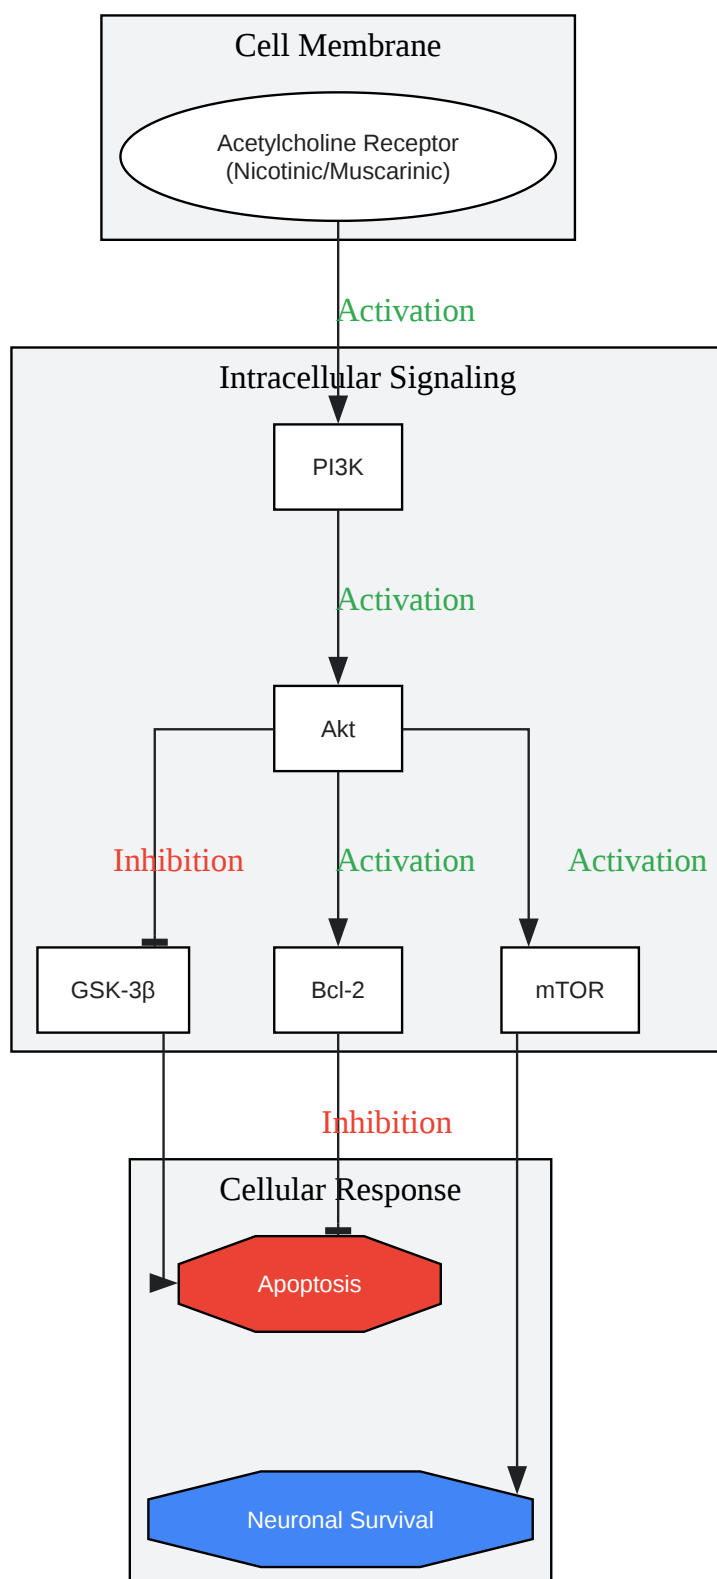 Cell Membrane
Acetylcholine Receptor
(Nicotinic/Muscarinic)
Activation
Intracellular Signaling
PI3K
Activation
Akt
Inhibition
Activation
Activation
GSK-3β
Bcl-2
mTOR
Inhibition
Cellular Response
Apoptosis
Neuronal Survival